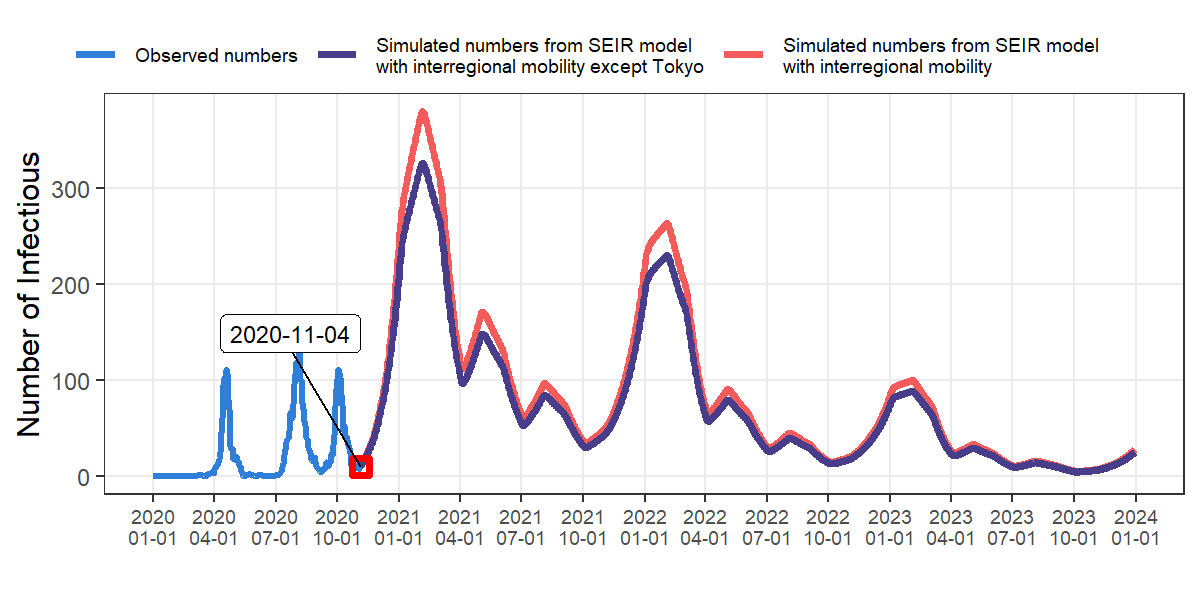 Observed numbers
Simulated numbers from SEIR model
with interregional mobility except Tokyo
Simulated numbers from SEIR model
with interregional mobility
Number of Infectious
300
200
100
0
2020-11-04
2020 2020 2020 2020 2021 2021 2021 2021 2022 2022 2022 2022 2023 2023 2023 2023 2024
01-01 04-01 07-01 10-01 01-01 04-01 07-01 10-01 01-01 04-01 07-01 10-01 01-01 04-01 07-01 10-01 01-01